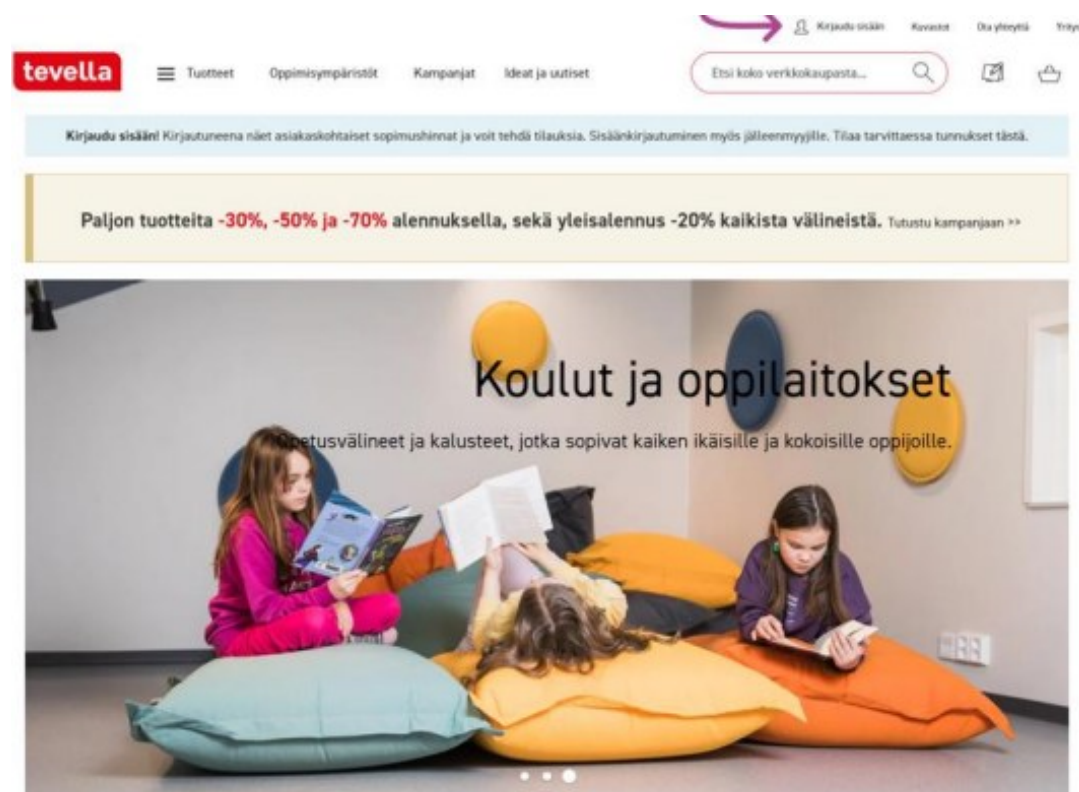 Kirjaudu sisään Kuvastot Ota yhteyttä
tevella
Tuotteet Oppimisympäristöt Kampanjat Ideat ja uutiset Etsi koko verkkokaupasta...
Kirjaudu sisään! Kirjautuneena näet asiakaskohtaiset sopimushinnat ja voit tehdä tilauksia. Sisäänkirjautuminen myös jälleenmyyjille. Tilaa tarvittaessa tunnukset tästä.
Paljon tuotteita -30%, -50% ja -70% alennuksella, sekä yleisalennus -20% kaikista välineistä. Tutustu kampanjaan >>
Koulut ja oppilaitokset
Opetusvälineet ja kalusteet, jotka sopivat kaiken ikäisille ja kokoisille oppijoille.